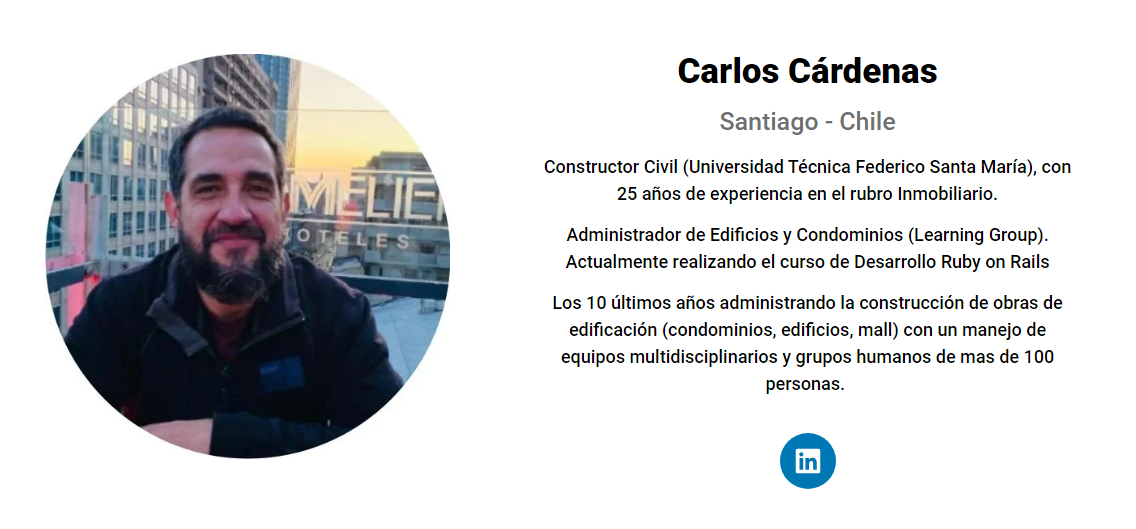 Carlos Cárdenas
Santiago - Chile
Constructor Civil (Universidad Técnica Federico Santa María), con
25 años de experiencia en el rubro Inmobiliario.
Administrador de Edificios y Condominios (Learning Group).
Actualmente realizando el curso de Desarrollo Ruby on Rails
Los 10 últimos años administrando la construcción de obras de
edificación (condominios, edificios, mall) con un manejo de
equipos multidisciplinarios y grupos humanos de mas de 100
personas.
in
MELIE
HOTELES